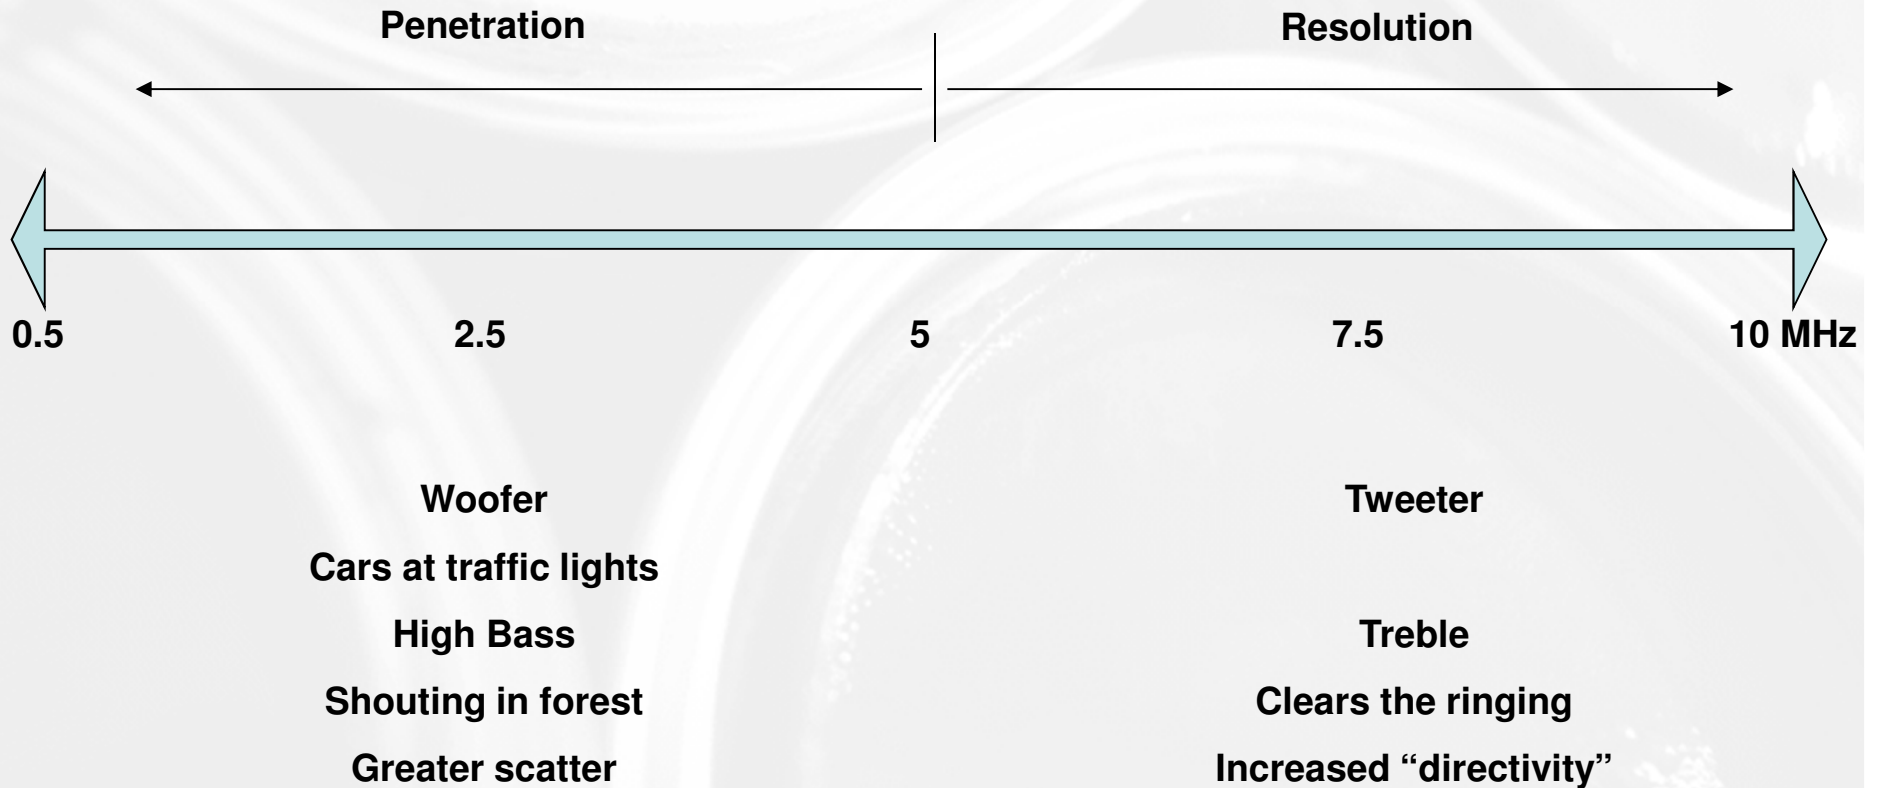 Penetration Resolution
0.5 2.5 5 7.5 10 MHz
Woofer Tweeter
Cars at traffic lights
High Bass Treble
Shouting in forest Clears the ringing
Greater scatter Increased “directivity”